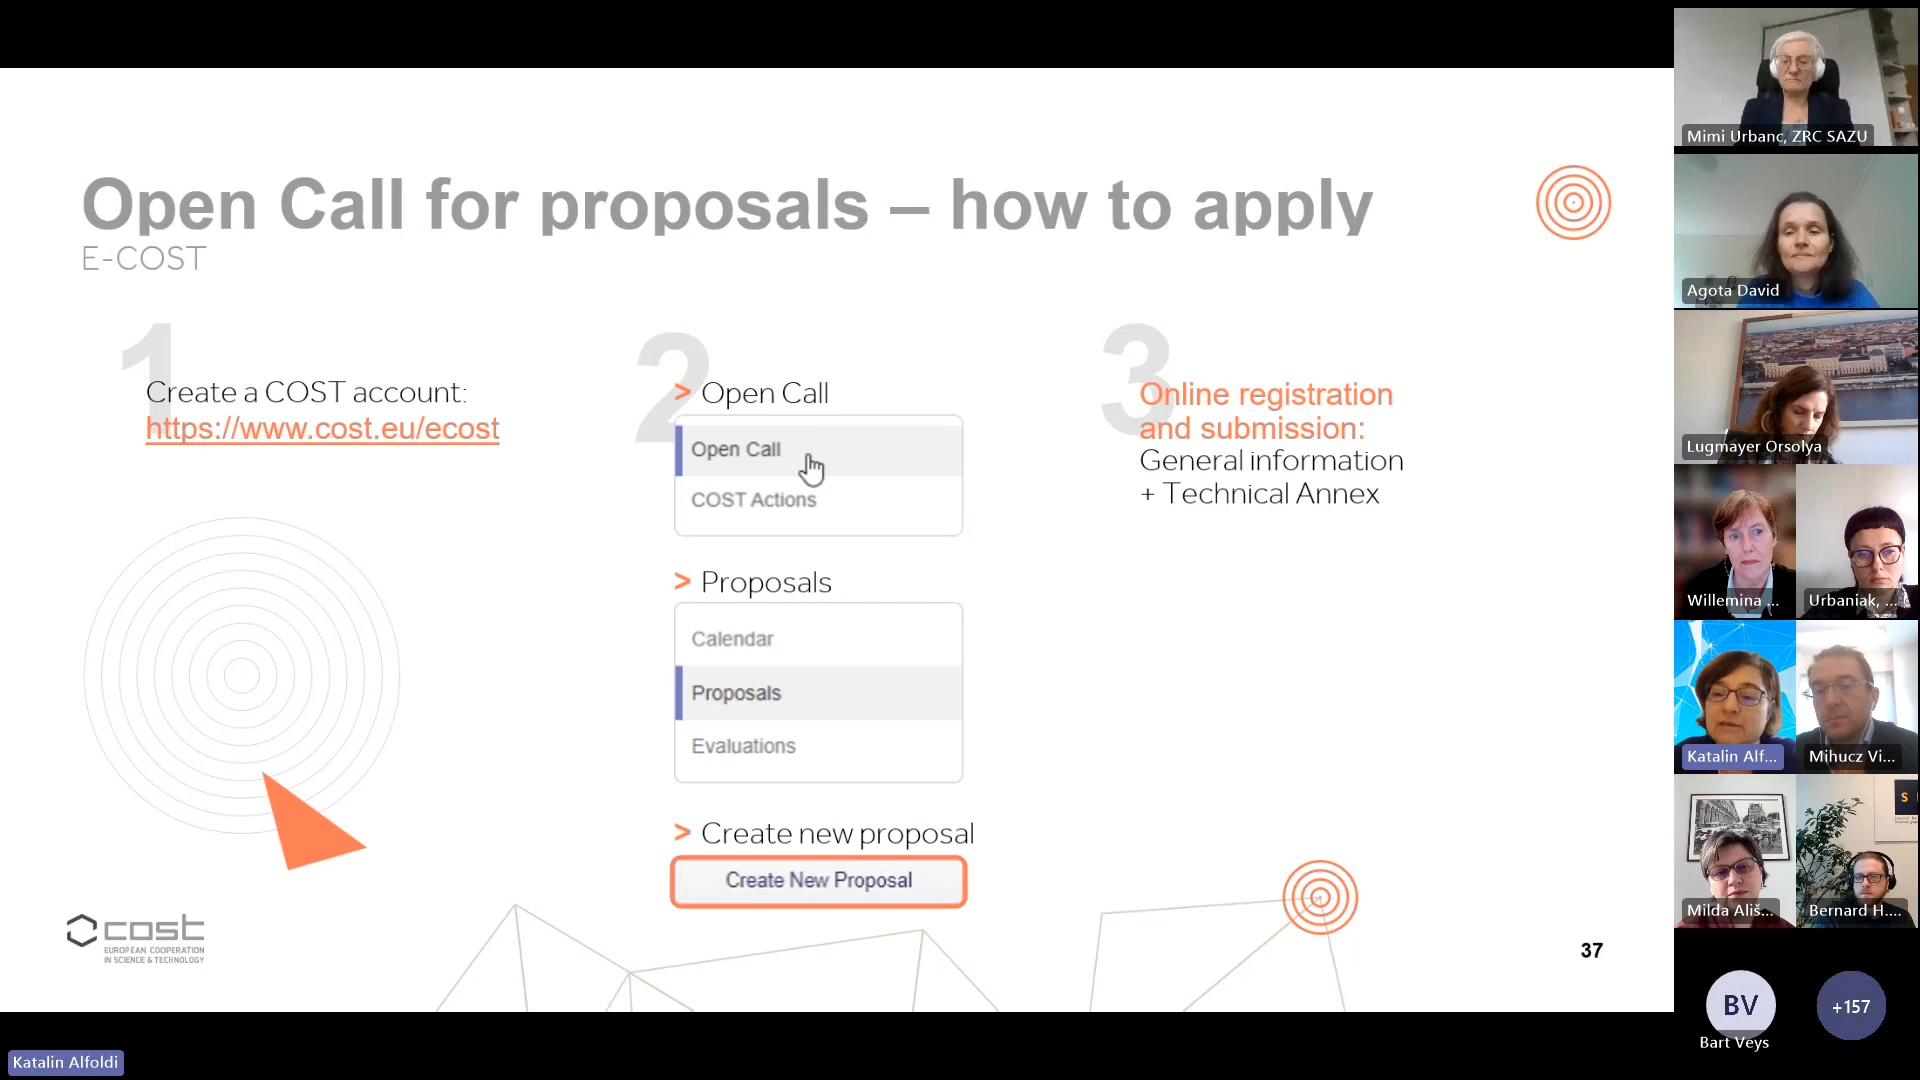 Open Call for proposals – how to apply
E-COST
1
Create a COST account:
https://www.cost.eu/ecost
2
> Open Call
Open Call
COST Actions
> Proposals
Calendar
Proposals
Evaluations
> Create new proposal
Create New Proposal
3
Online registration
and submission:
General information
+ Technical Annex
cost
EUROPEAN COOPERATION
IN SCIENCE & TECHNOLOGY
37
Katalin Alfoldi
Mimi Urbanc, ZRC SAZU
Agota David
Lugmayer Orsolya
Willemina ...
Urbaniak, ...
Katalin Alf...
Mihucz Vi...
Milda Ališ...
Bernard H....
BV
Bart Veys
+157